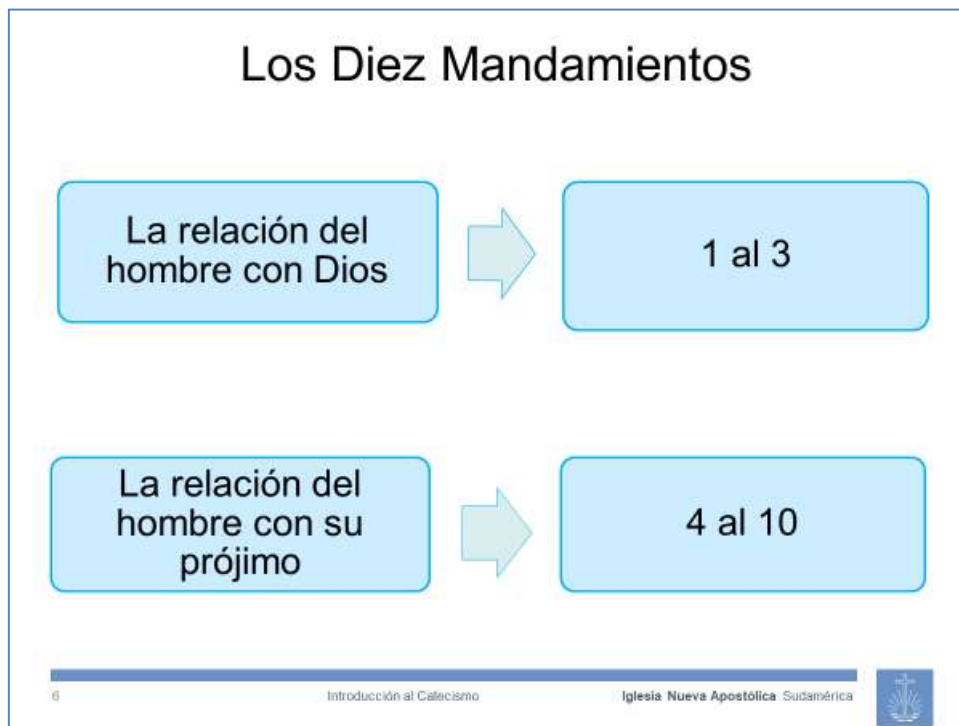 Los Diez Mandamientos
La relación del
hombre con Dios
1 al 3
La relación del
hombre con su
prójimo
4 al 10
6
Introducción al Catecismo
Iglesia Nueva Apostólica Sudamérica